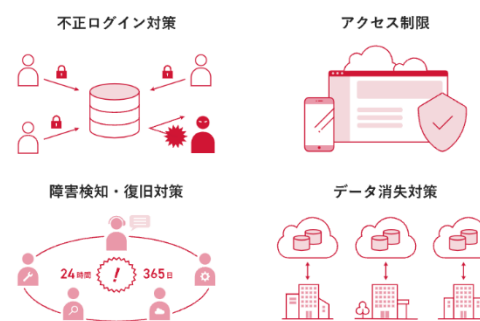 不正ログイン対策
アクセス制限
障害検知・復旧対策
データ消失対策
24時間
!
365日